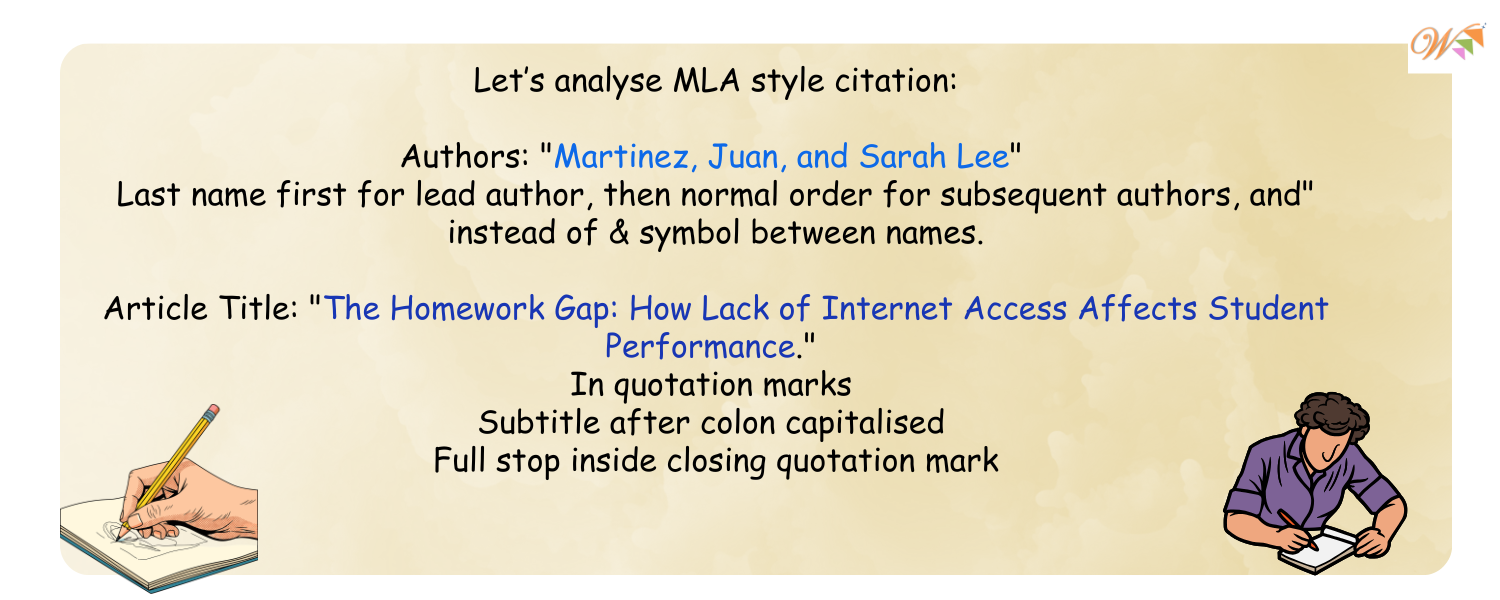 W
Let's analyse MLA style citation:
Authors: "Martinez, Juan, and Sarah Lee"
Last name first for lead author, then normal order for subsequent authors, and"
instead of & symbol between names.
Article Title: "The Homework Gap: How Lack of Internet Access Affects Student
Performance."
In quotation marks
Subtitle after colon capitalised
Full stop inside closing quotation mark